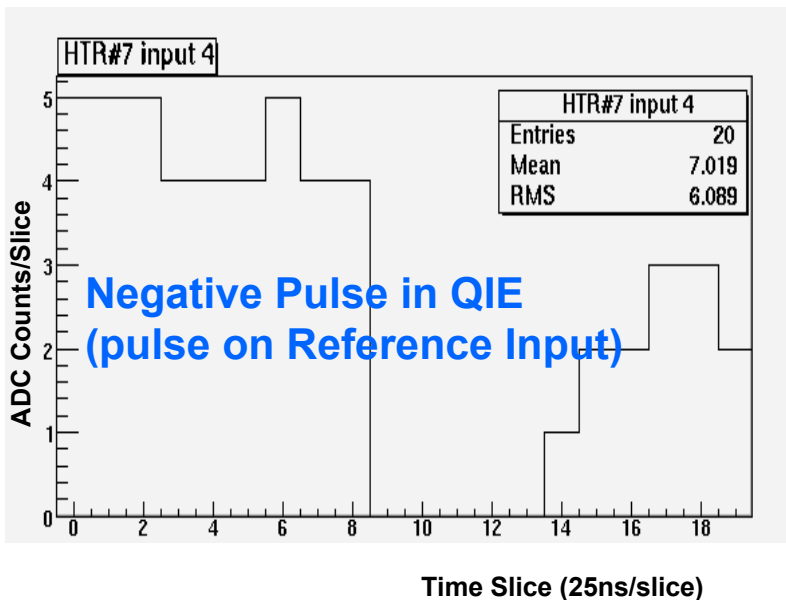 HTR#7 input 4
HTR#7 input 4
Entries 20
Mean 7.019
RMS 6.089
5
4
3
2
1
0
Negative Pulse in QIE
(pulse on Reference Input)
ADC Counts/Slice
0 2 4 6 8 10 12 14 16 18
Time Slice (25ns/slice)